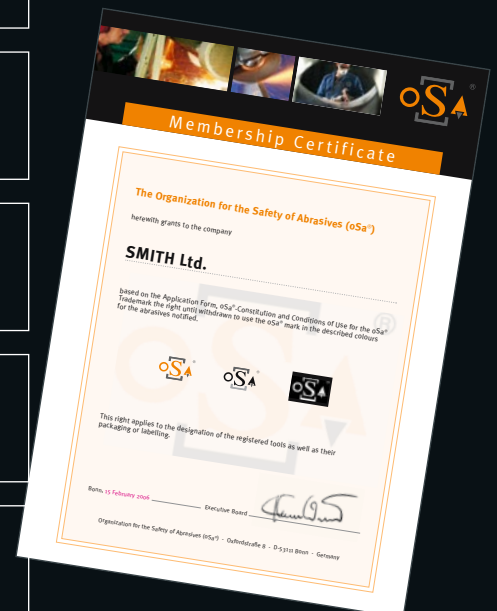 oSA®
Membership Certificate
The Organization for the Safety of Abrasives (oSa®)
herewith grants to the company
SMITH Ltd.
based on the Application Form, oSa®-Constitution and Conditions of Use for the oSa®
Trademark the right until withdrawn to use the oSa® mark in the described colours
for the abrasives notified.
oSA® oSA® oSA®
This right applies to the designation of the registered tools as well as their
packaging or labelling.
Bonn, 15 February 2006 Executive Board
Organization for the Safety of Abrasives (oSa®) - Oxfordstraße 8 - D-53111 Bonn - Germany